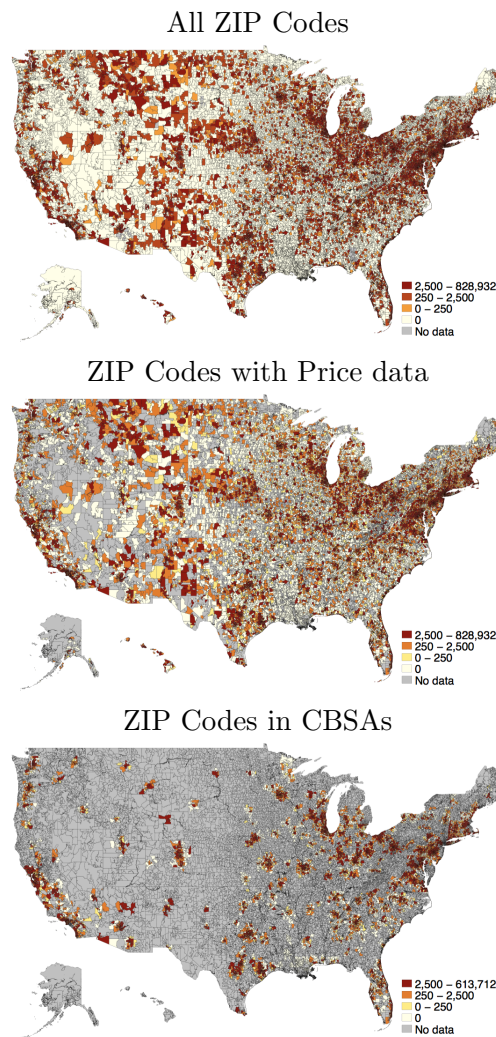 All ZIP Codes
2,500 − 828,932
250 − 2,500
0 − 250
0
No data
ZIP Codes with Price data
2,500 − 828,932
250 − 2,500
0 − 250
0
No data
ZIP Codes in CBSAs
2,500 − 613,712
250 − 2,500
0 − 250
0
No data